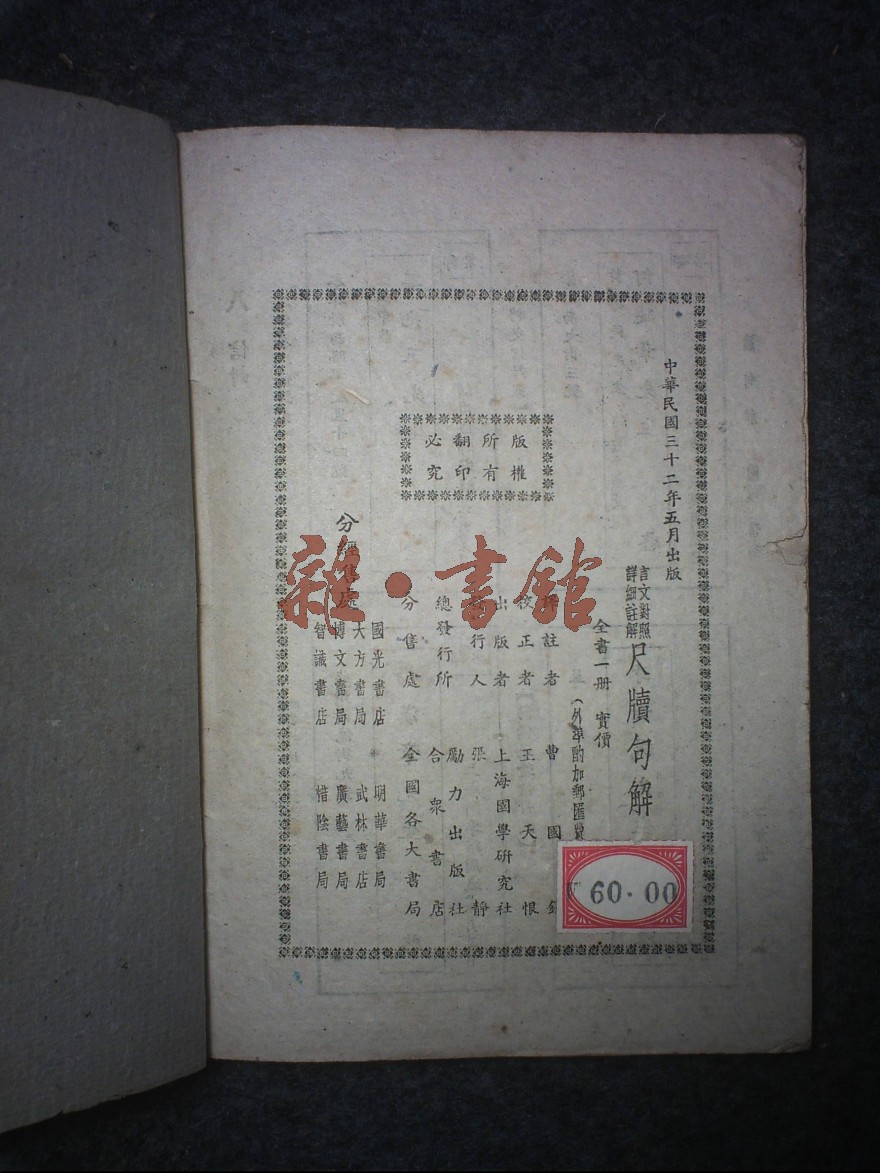 中華民國三十二年五月出版
言文對照
詳細註解
尺牘句解
全書一册 實價
60.00
(外埠酌加郵匯費
註者 曹國
校正者 王天恨
出版者 上海國學研究社
行人 張靜
總發行所 勵力出版社
合衆書店
分售處 全國各大書局
版權
所有
翻印
必究
分經售處
國光書店 明華書局
大方書局 武林書店
博文書局 廣藝書局
智識書店 惜陰書局
雜·書館